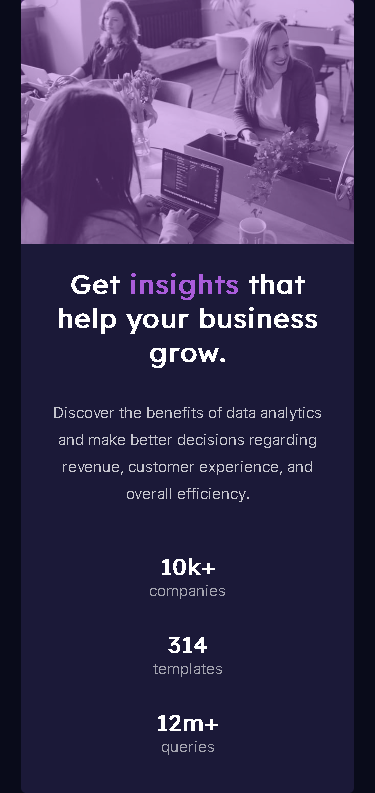 Get insights that
help your business
grow.
Discover the benefits of data analytics
and make better decisions regarding
revenue, customer experience, and
overall efficiency.
10k+
companies
314
templates
12m+
queries